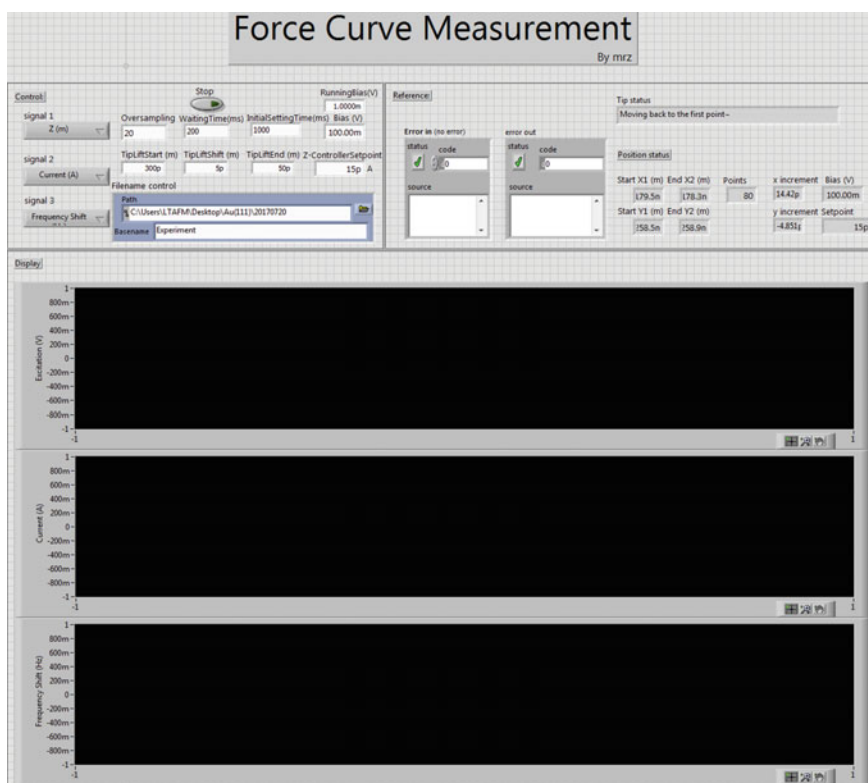 Force Curve Measurement
By mrz
Control:
Stop
RunningBias(V)
1.0000m
signal 1
Z (m)
Oversampling WaitingTime(ms) InitialSettingTime(ms) Bias (V)
20 200 1000 100.00m
signal 2
Current (A)
TipLiftStart (m) TipLiftShift (m) TipLiftEnd (m) Z-ControllerSetpoint
300p 5p 50p 15p A
signal 3
Frequency Shift
Filename control
Path
C:\Users\LTAFM\Desktop\Au(111)\20170720
Basename Experiment
Reference:
Error in (no error) error out
status code status code
0 0
source source
Tip status
Moving back to the first point~
Position status
Start X1 (m) End X2 (m) Points x increment Bias (V)
179.5n 178.3n 80 14.42p 100.00m
Start Y1 (m) End Y2 (m) y increment Setpoint
258.5n 258.9n 15p
Display
Excitation (V)
1
800m
600m
400m
200m
0
-200m
-400m
-600m
-800m
-1
-1 1
Current (A)
1
800m
600m
400m
200m
0
-200m
-400m
-600m
-800m
-1
-1 1
Frequency Shift (Hz)
1
800m
600m
400m
200m
0
-200m
-400m
-600m
-800m
-1
-1 1